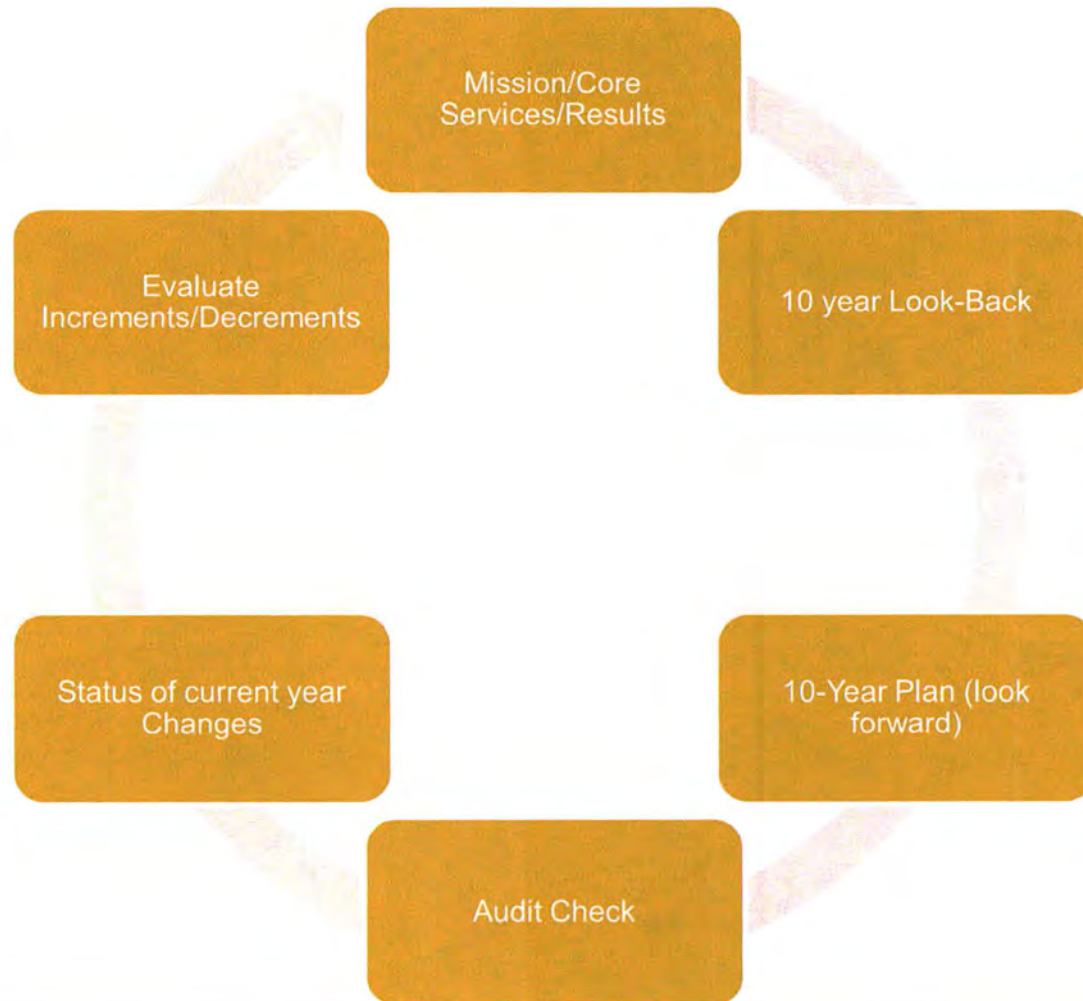 Mission/Core
Services/Results
10 year Look-Back
10-Year Plan (look
forward)
Audit Check
Status of current year
Changes
Evaluate
Increments/Decrements